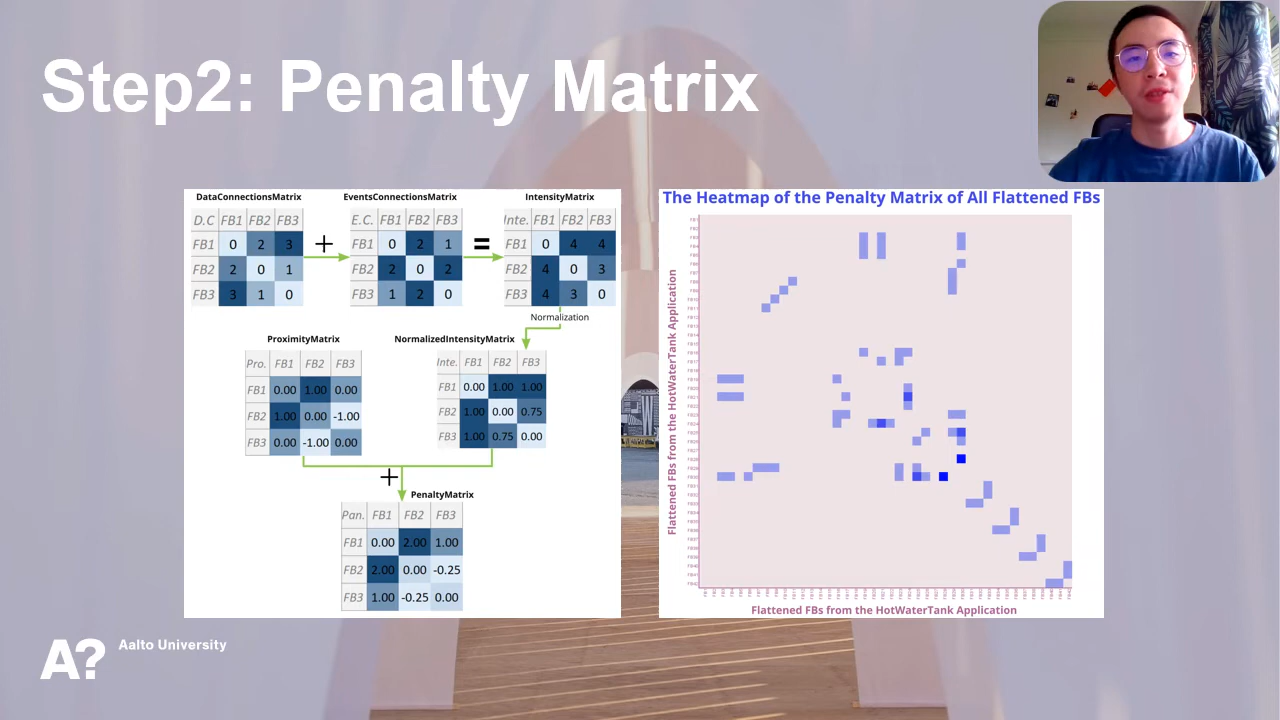 Step2: Penalty Matrix
DataConnectionsMatrix
D.C FB1 FB2 FB3
FB1 0 2 3
FB2 2 0 1
FB3 3 1 0
+
EventsConnectionsMatrix
E.C. FB1 FB2 FB3
FB1 0 2 1
FB2 2 0 2
FB3 1 2 0
=
IntensityMatrix
Inte. FB1 FB2 FB3
FB1 0 4 4
FB2 4 0 3
FB3 4 3 0
Normalization
ProximityMatrix
Pro. FB1 FB2 FB3
FB1 0.00 1.00 0.00
FB2 1.00 0.00 -1.00
FB3 0.00 -1.00 0.00
NormalizedIntensityMatrix
Inte. FB1 FB2 FB3
FB1 0.00 1.00 1.00
FB2 1.00 0.00 0.75
FB3 1.00 0.75 0.00
+
PenaltyMatrix
Pan. FB1 FB2 FB3
FB1 0.00 2.00 1.00
FB2 2.00 0.00 -0.25
FB3 1.00 -0.25 0.00
The Heatmap of the Penalty Matrix of All Flattened FBs
Flattened FBs from the HotWaterTank Application
Flattened FBs from the HotWaterTank Application
A?
Aalto University